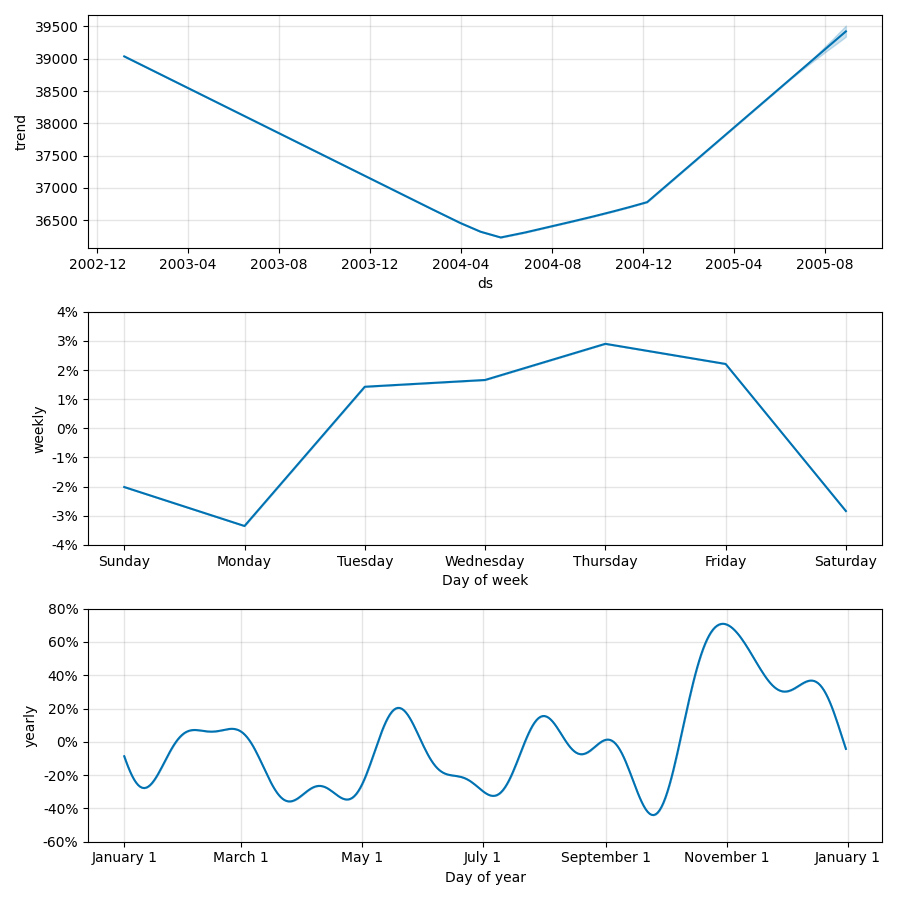 39500
39000
38500
38000
37500
37000
36500
trend
2002-12 2003-04 2003-08 2003-12 2004-04 2004-08 2004-12 2005-04 2005-08
ds
4%
3%
2%
1%
0%
-1%
-2%
-3%
-4%
weekly
Sunday Monday Tuesday Wednesday Thursday Friday Saturday
Day of week
80%
60%
40%
20%
0%
-20%
-40%
-60%
yearly
January 1 March 1 May 1 July 1 September 1 November 1 January 1
Day of year